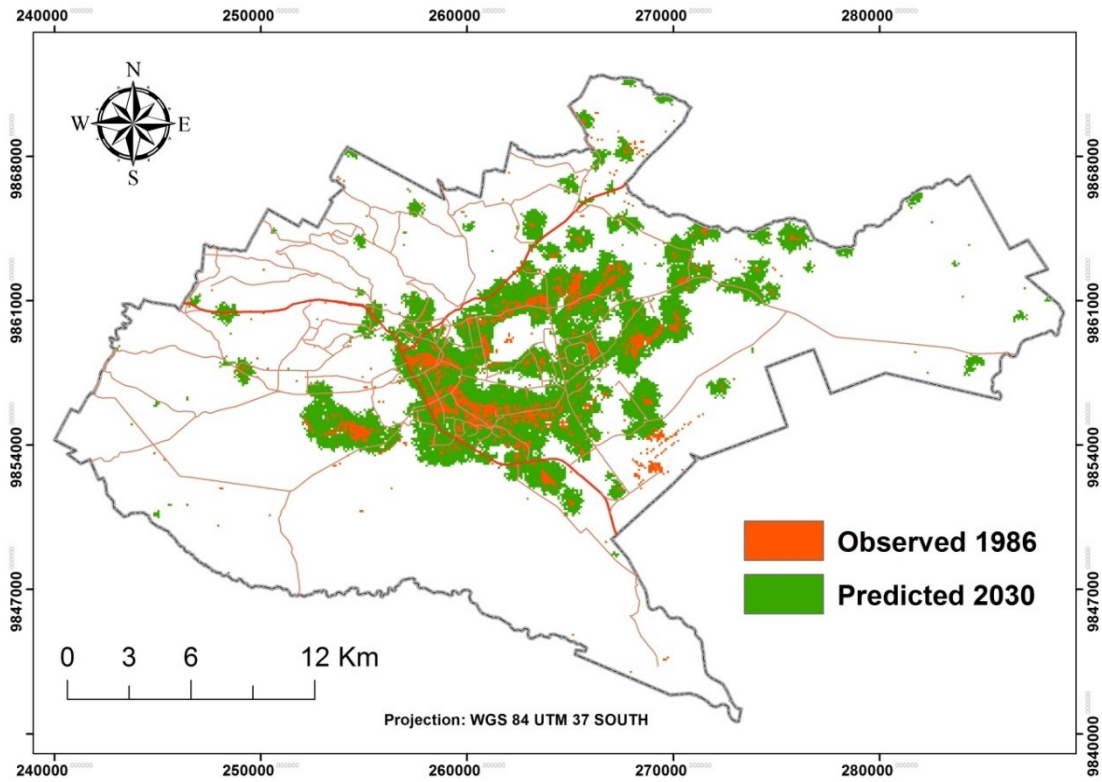 240000 250000 260000 270000 280000
N
W E
S
9868000 9868000
9861000 9861000
9854000 9854000
Observed 1986
Predicted 2030
9847000 9847000
0 3 6 12 Km
Projection: WGS 84 UTM 37 SOUTH
9840000
240000 250000 260000 270000 280000